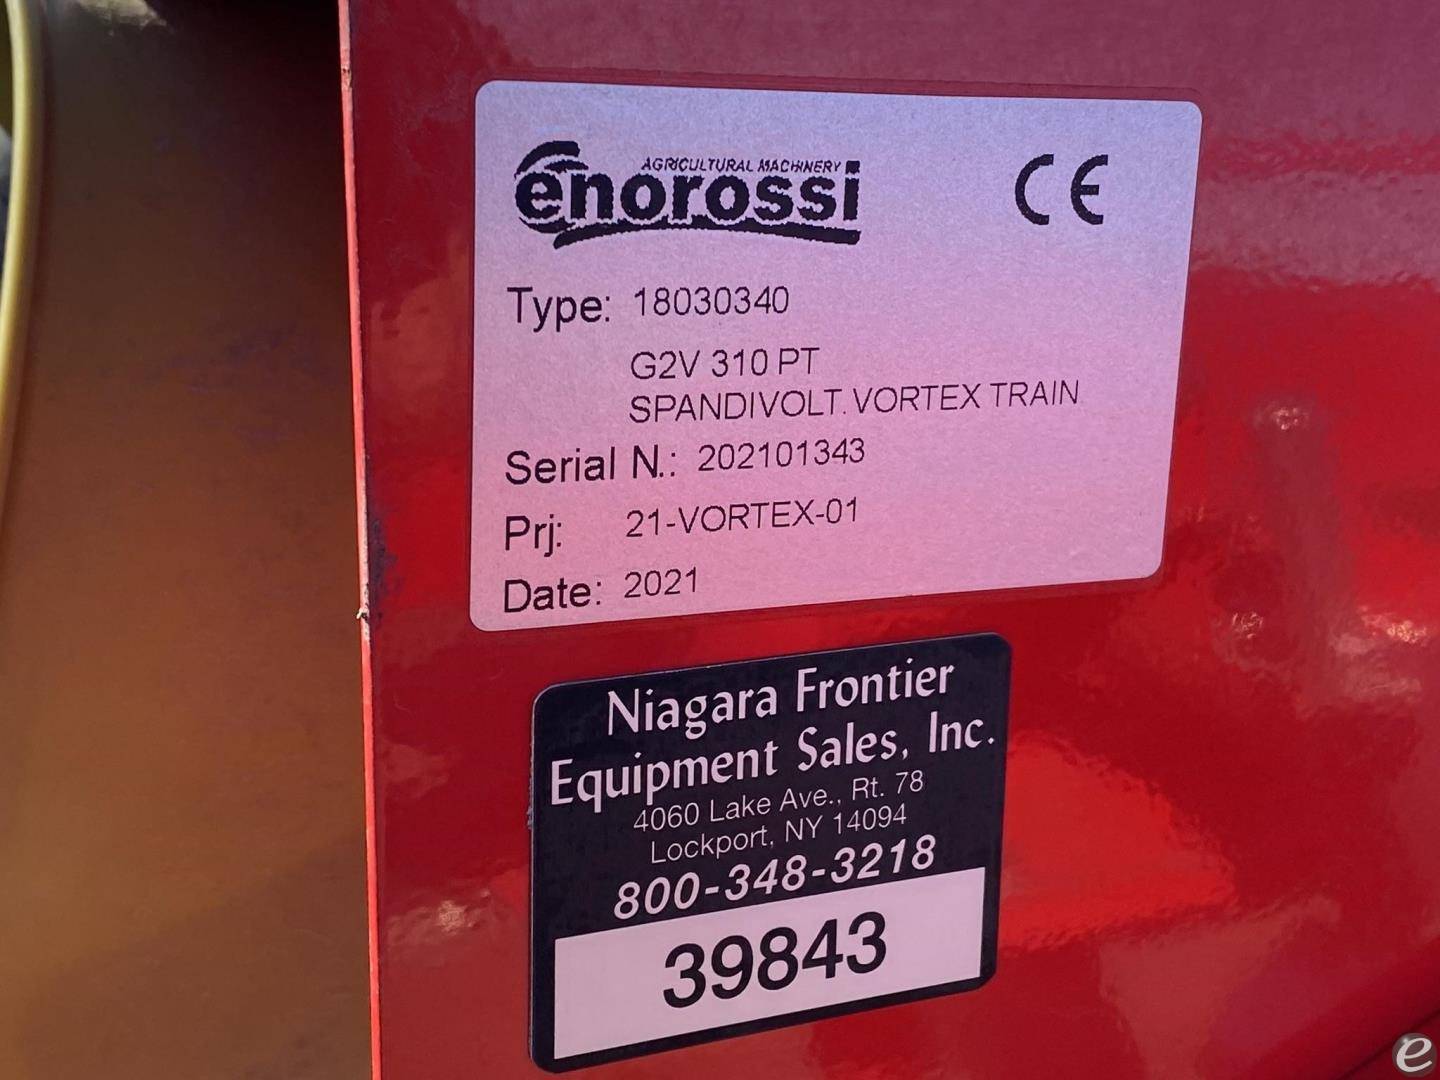 AGRICULTURAL MACHINERY
enorossi
CE
Type: 18030340
G2V 310 PT
SPANDIVOLT. VORTEX TRAIN
Serial N.: 202101343
Prj: 21-VORTEX-01
Date: 2021
Niagara Frontier
Equipment Sales, Inc.
4060 Lake Ave., Rt. 78
Lockport, NY 14094
800-348-3218
39843
e